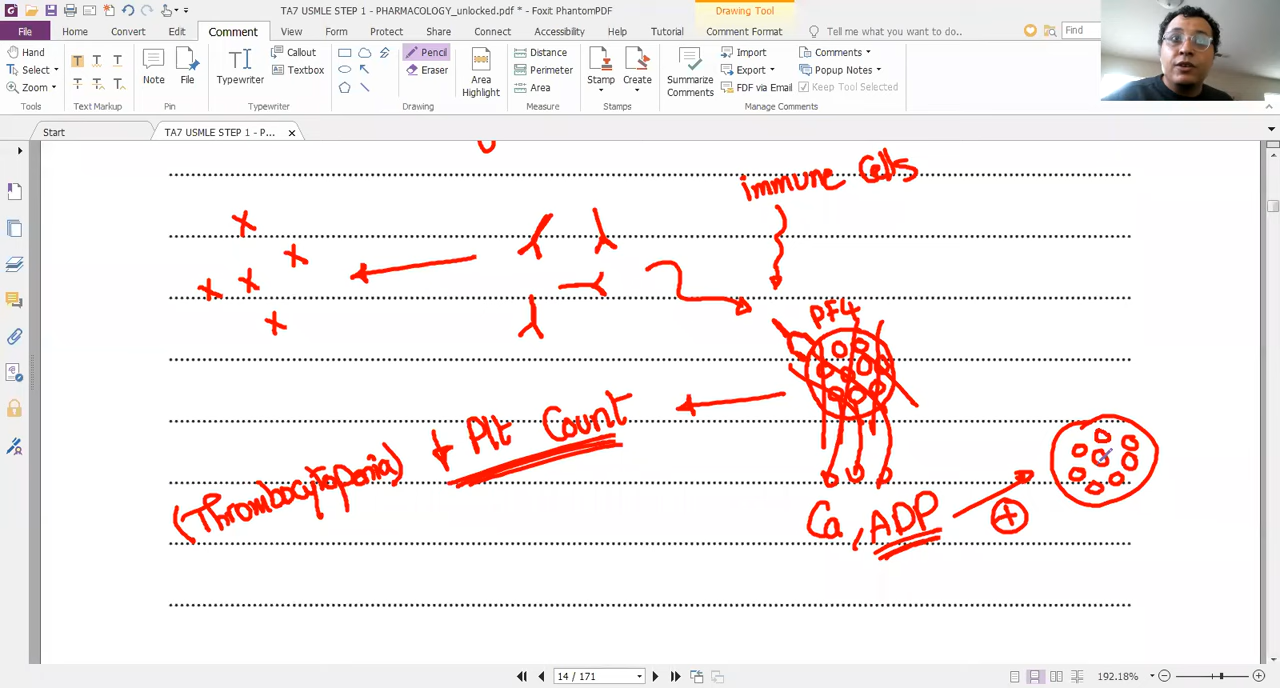 TA7 USMLE STEP 1 - PHARMACOLOGY_unlocked.pdf * - Foxit PhantomPDF
Drawing Tool
File Home Convert Edit Comment View Form Protect Share Connect Accessibility Help Tutorial Comment Format Tell me what you want to do.. Find
Hand
Select
Zoom
Tools
T T T
T T T
Text Markup
Note
File
Pin
Typewriter
Callout
Textbox
Typewriter
Pencil
Eraser
Drawing
Area
Highlight
Distance
Perimeter
Area
Measure
Stamp
Create
Stamps
Summarize
Comments
Import
Export
FDF via Email
Comments
Popup Notes
Keep Tool Selected
Manage Comments
Start
TA7 USMLE STEP 1 - P...
immune Cells
PF4
Plt Count
(Thrombocytopenia)
Ca, ADP
+
14 / 171
192.18%